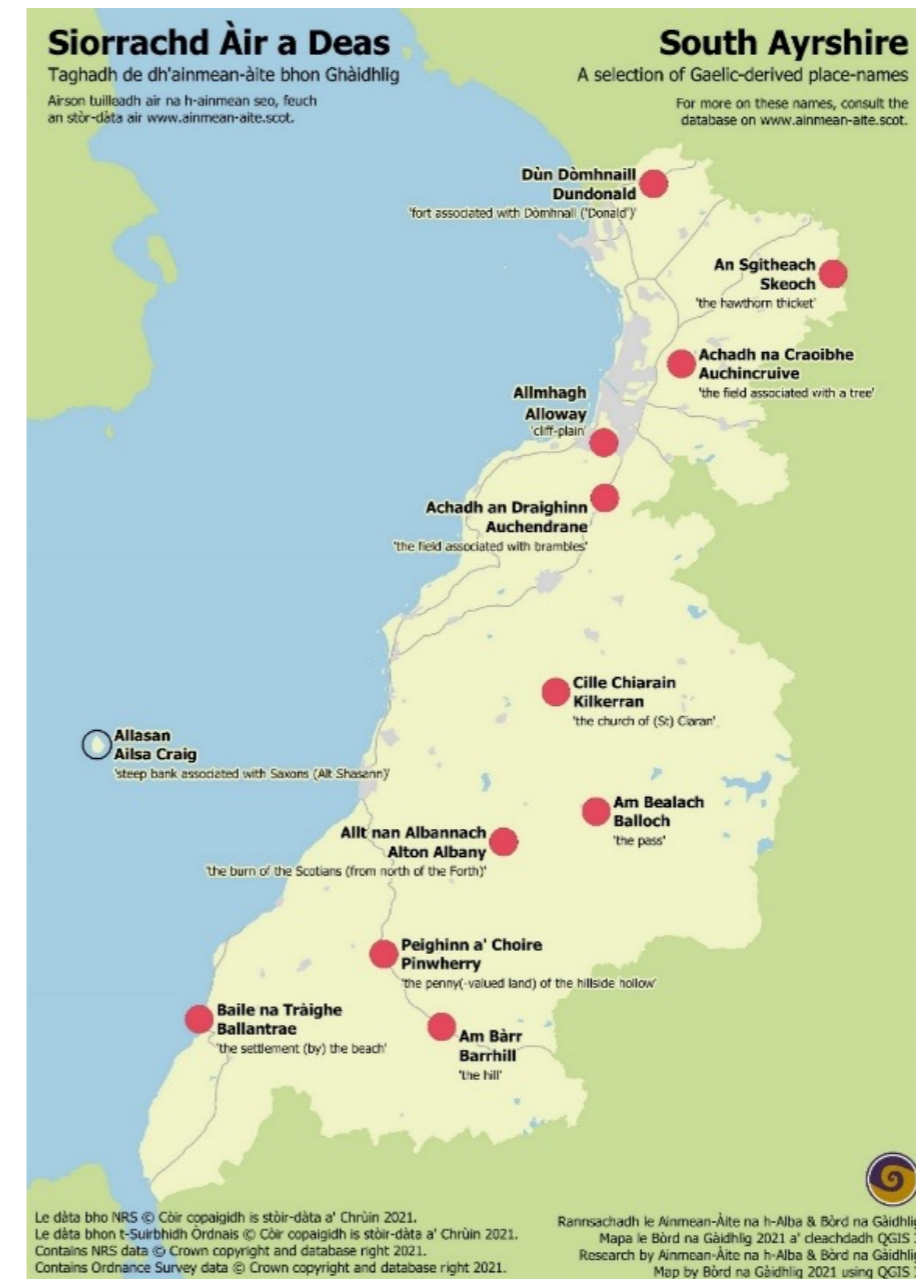 Siorrachd Àir a Deas
Taghadh de dh'ainmean-àite bhon Ghàidhlig
Airson tuilleadh air na h-ainmean seo, feuch
an stòr-dàta air www.ainmean-aite.scot.
South Ayrshire
A selection of Gaelic-derived place-names
For more on these names, consult the
database on www.ainmean-aite.scot.
Dùn Dòmhnaill
Dundonald
'fort associated with Dòmhnall ('Donald')'
An Sgitheach
Skeoch
'the hawthorn thicket'
Achadh na Craoibhe
Auchincruive
'the field associated with a tree'
Allmhagh
Alloway
'cliff-plain'
Achadh an Draighinn
Auchendrane
'the field associated with brambles'
Cille Chiarain
Kilkerran
'the church of (St) Ciaran'
Allasan
Ailsa Craig
'steep bank associated with Saxons (Alt Shasann)'
Am Bealach
Balloch
'the pass'
Allt nan Albannach
Alton Albany
'the burn of the Scotians (from north of the Forth)'
Peighinn a' Choire
Pinwherry
'the penny(-valued land) of the hillside hollow'
Baile na Tràighe
Ballantrae
'the settlement (by) the beach'
Am Bàrr
Barrhill
'the hill'
Le dàta bho NRS © Còir copaigidh is stòir-dàta a' Chrùin 2021.
Le dàta bhon t-Suirbhidh Òrdnais © Còir copaigidh is stòir-dàta a' Chrùin 2021.
Contains NRS data © Crown copyright and database right 2021.
Contains Ordnance Survey data © Crown copyright and database right 2021.
Rannsachadh le Ainmean-Àite na h-Alba & Bòrd na Gàidhlig
Mapa le Bòrd na Gàidhlig 2021 a' cleachdadh QGIS
Research by Ainmean-Àite na h-Alba & Bòrd na Gàidhlig
Map by Bòrd na Gàidhlig 2021 using QGIS